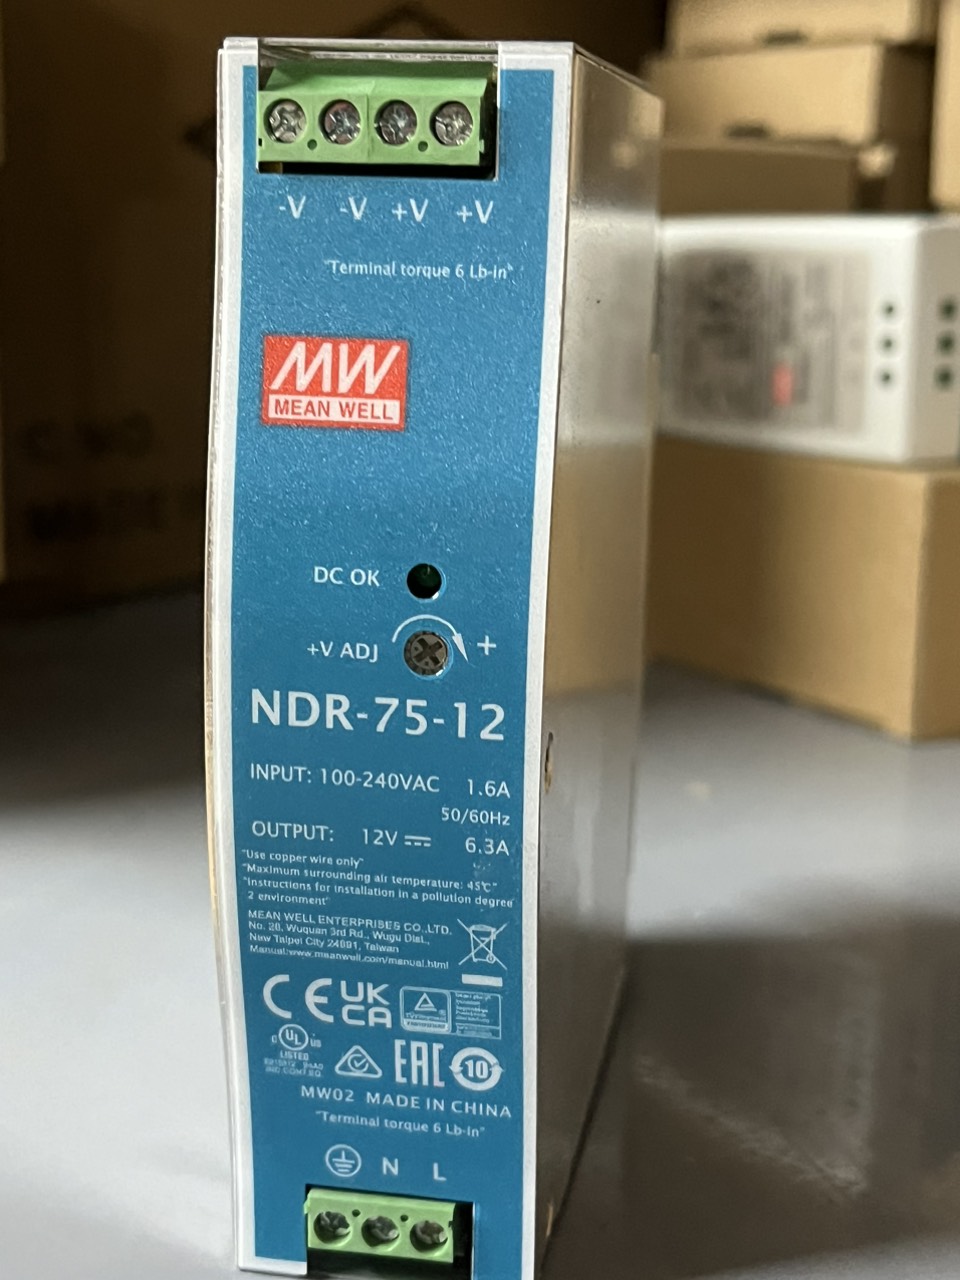 -V -V +V +V
"Terminal torque 6 Lb-In"
MW
MEAN WELL
DC OK
+V ADJ +
NDR-75-12
INPUT: 100-240VAC 1.6A
50/60Hz
OUTPUT: 12V 6.3A
"Use copper wire only"
"Maximum surrounding air temperature: 45℃"
"Instructions for installation in a pollution degree
2 environment"
MEAN WELL ENTERPRISES CO.,LTD.
No. 28, Wuquan 3rd Rd., Wugu Dist.,
New Taipei City 24891, Taiwan
Manual:www.meanwell.com/manual.html
CE UK
CA
c UL us
LISTED
EAC 10
MW02 MADE IN CHINA
"Terminal torque 6 Lb-In"
N L